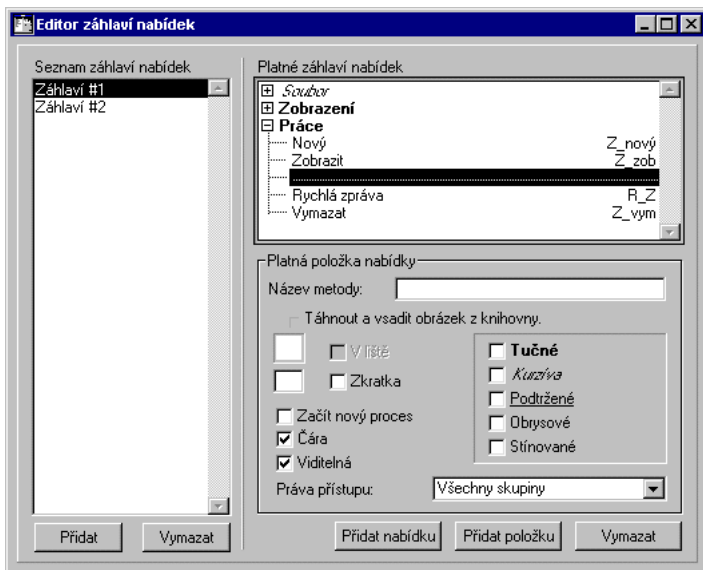 Editor záhlaví nabídek
Seznam záhlaví nabídek
Záhlaví #1
Záhlaví #2
Přidat
Vymazat
Platné záhlaví nabídek
Soubor
Zobrazení
Práce
Nový Z_nový
Zobrazit Z_zob
Rychlá zpráva R_Z
Vymazat Z_vym
Platná položka nabídky
Název metody:
Táhnout a vsadit obrázek z knihovny.
V liště
Zkratka
Začít nový proces
Čára
Viditelná
Tučné
Kurzíva
Podtržené
Obrysové
Stínované
Práva přístupu: Všechny skupiny
Přidat nabídku
Přidat položku
Vymazat